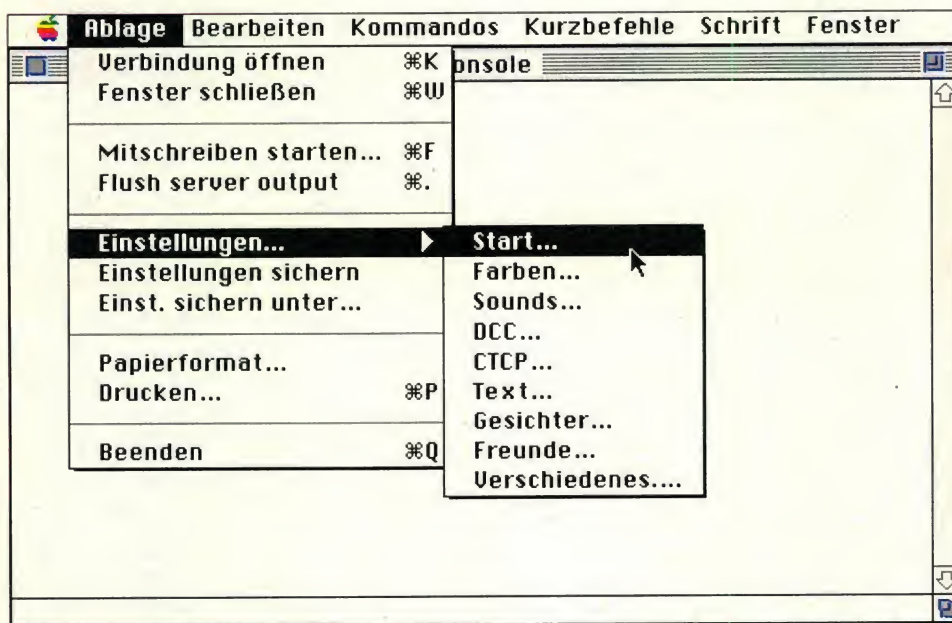 Ablage Bearbeiten Kommandos Kurzbefehle Schrift Fenster
onsole
Verbindung öffnen ⌘K
Fenster schließen ⌘W
Mitschreiben starten... ⌘F
Flush server output ⌘.
Einstellungen...
Einstellungen sichern
Einst. sichern unter...
Papierformat...
Drucken... ⌘P
Beenden ⌘Q
Start...
Farben...
Sounds...
DCC...
CTCP...
Text...
Gesichter...
Freunde...
Verschiedenes....